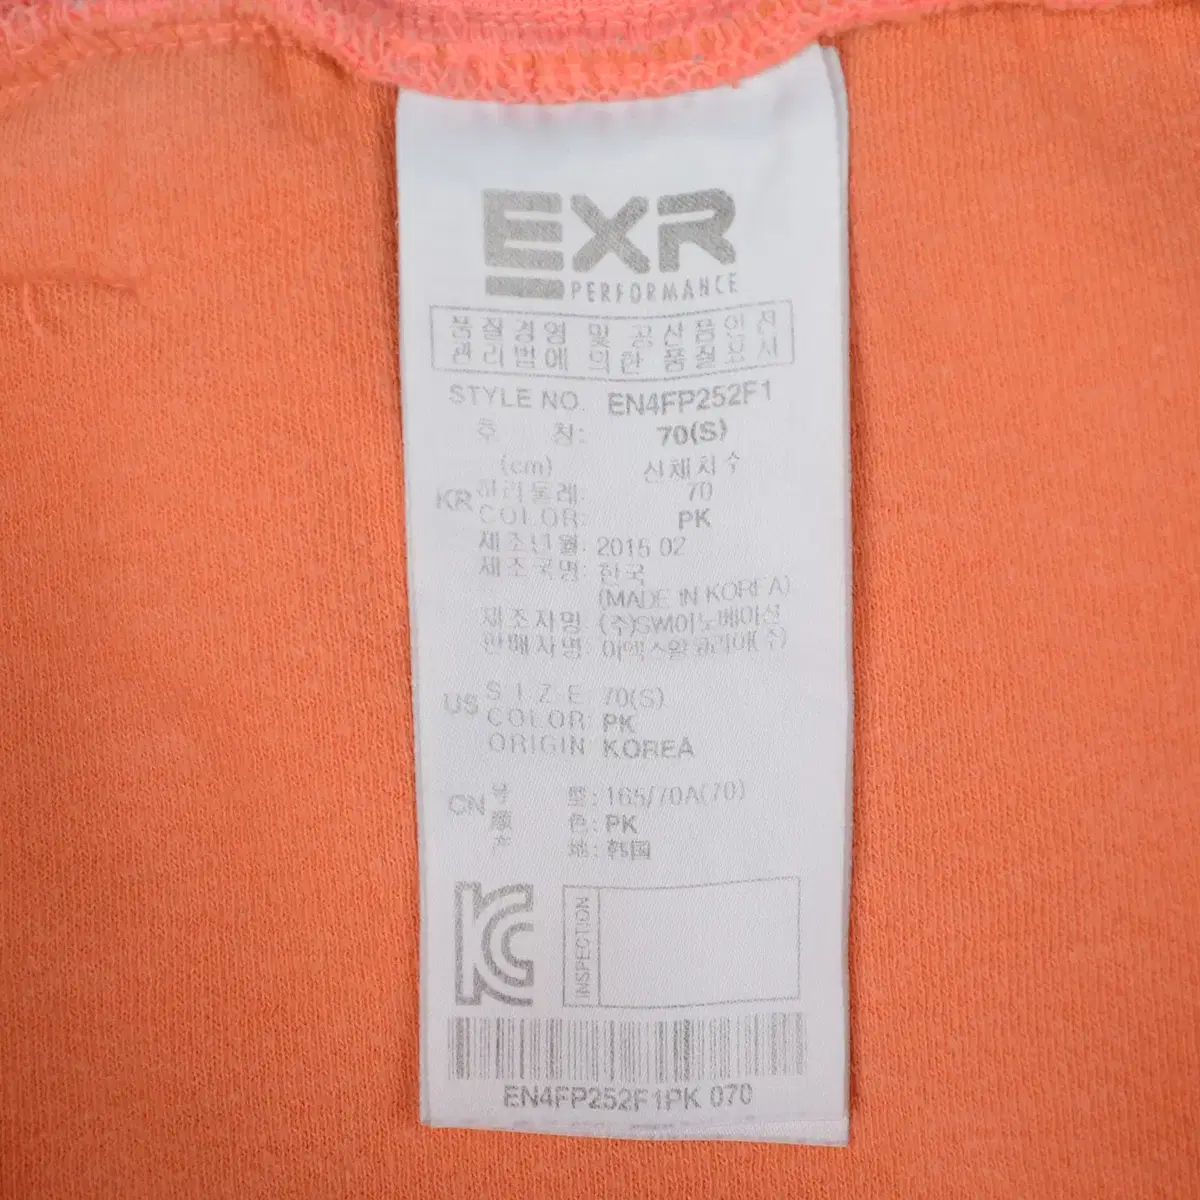 EXR
PERFORMANCE
품질경영 및 공산품안전
관리법에 의한 품질표시
STYLE NO. EN4FP252F1
호 칭: 70(S)
(cm) 신체치수
KR 허리둘레: 70
COLOR: PK
제조년월: 2015.02
제조국명: 한국
(MADE IN KOREA)
제조자명: (주)SW이노베이션
판매자명: 이엑스알코리아(주)
US SIZE: 70(S)
COLOR: PK
ORIGIN: KOREA
CN 号 型: 165/70A(70)
颜 色: PK
产 地: 韩国
KC
INSPECTION
EN4FP252F1PK 070